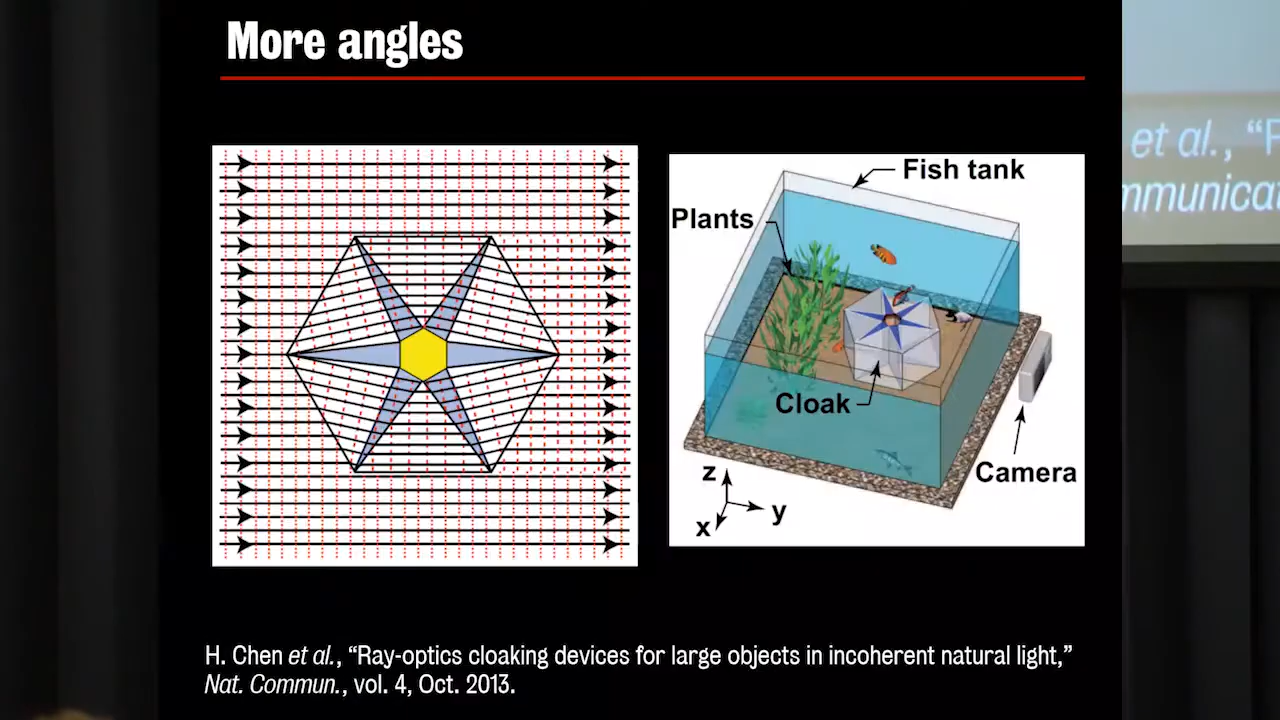 More angles
Fish tank
Plants
Cloak
Camera
z
y
x
H. Chen et al., “Ray-optics cloaking devices for large objects in incoherent natural light,”
Nat. Commun., vol. 4, Oct. 2013.
et al., “F